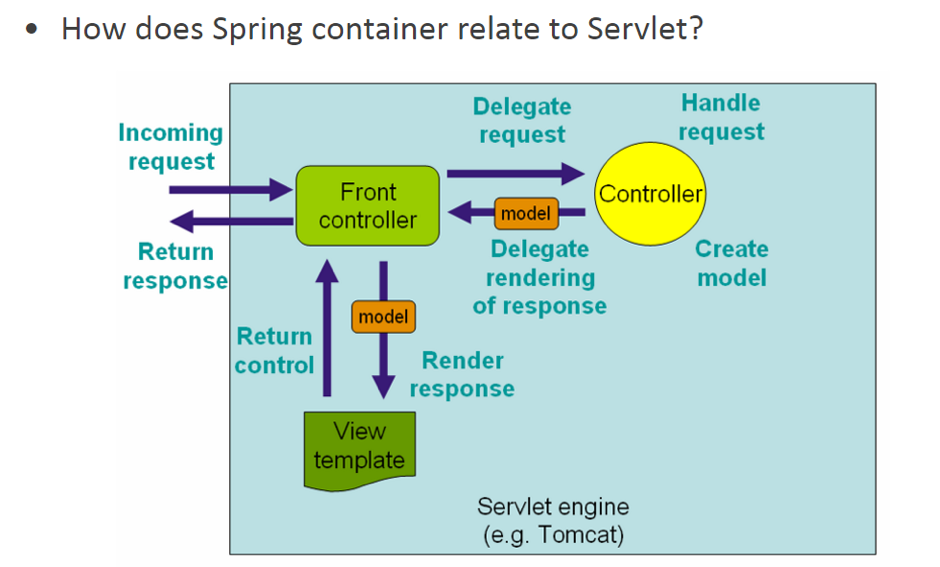 • How does Spring container relate to Servlet?
Incoming
request
Delegate
request
Handle
request
Front
controller
Controller
model
Return
response
Delegate
rendering
of response
Create
model
model
Return
control
Render
response
View
template
Servlet engine
(e.g. Tomcat)